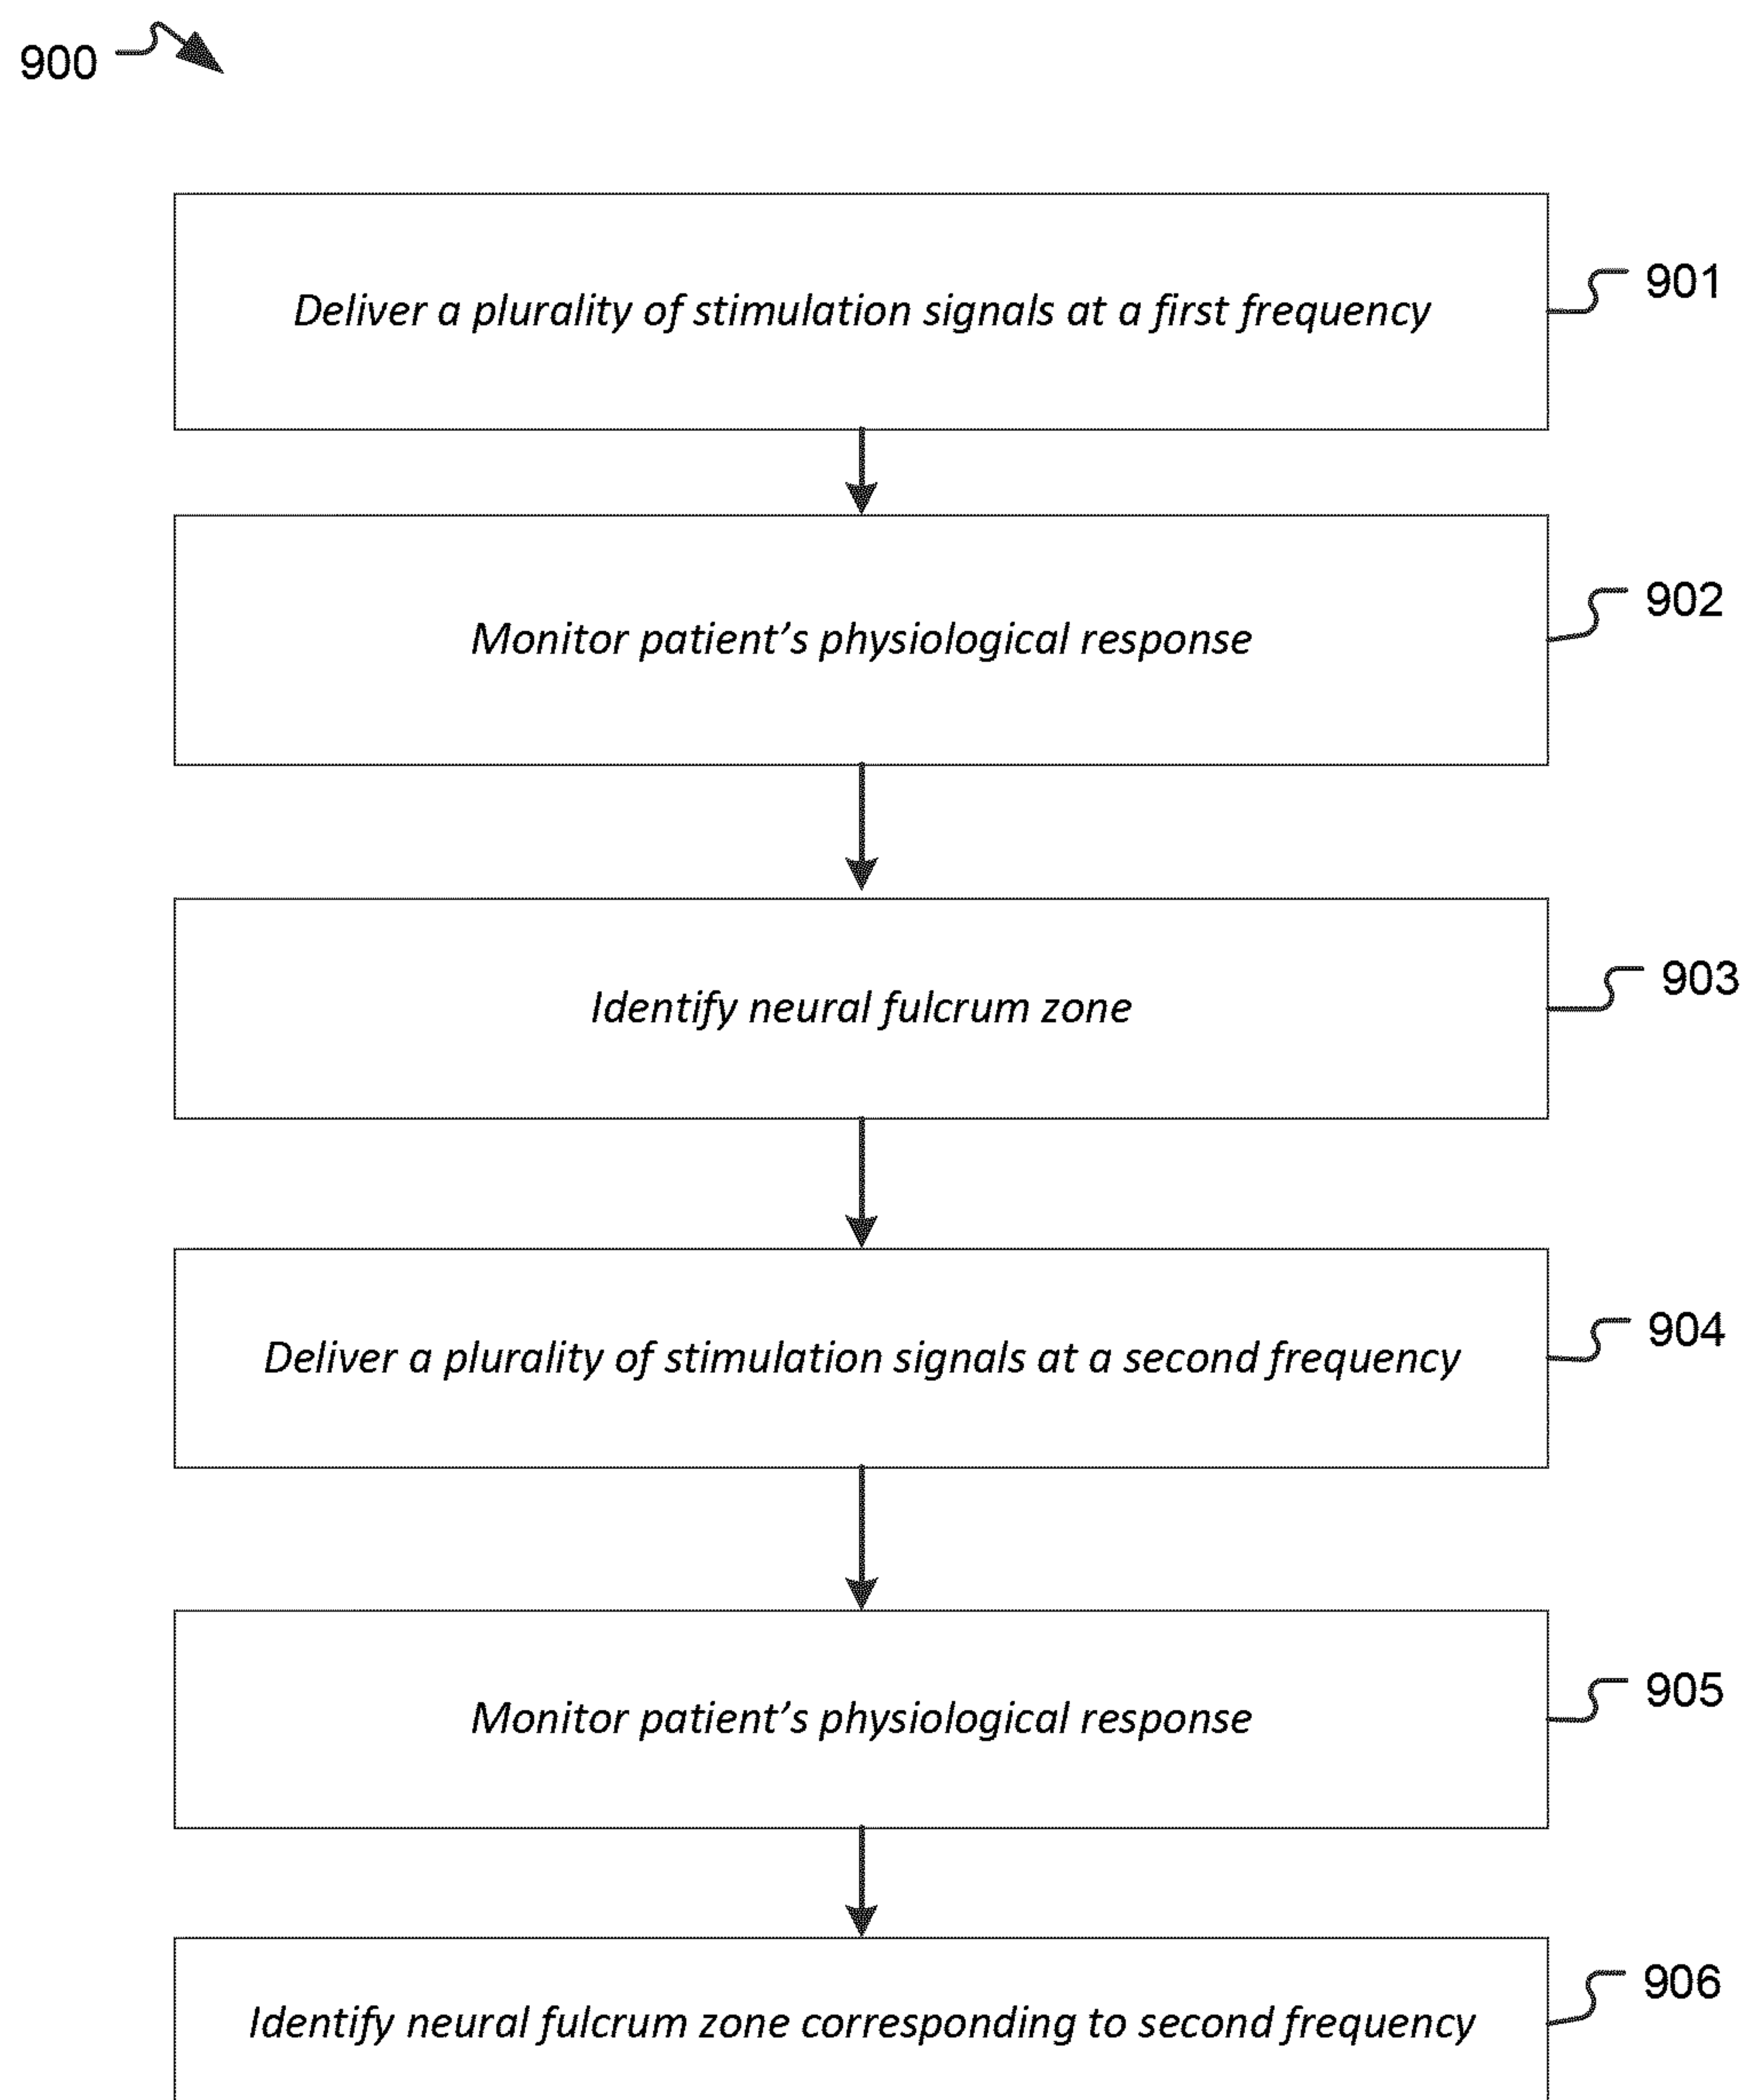 900
Deliver a plurality of stimulation signals at a first frequency
901
Monitor patient’s physiological response
902
Identify neural fulcrum zone
903
Deliver a plurality of stimulation signals at a second frequency
904
Monitor patient’s physiological response
905
Identify neural fulcrum zone corresponding to second frequency
906